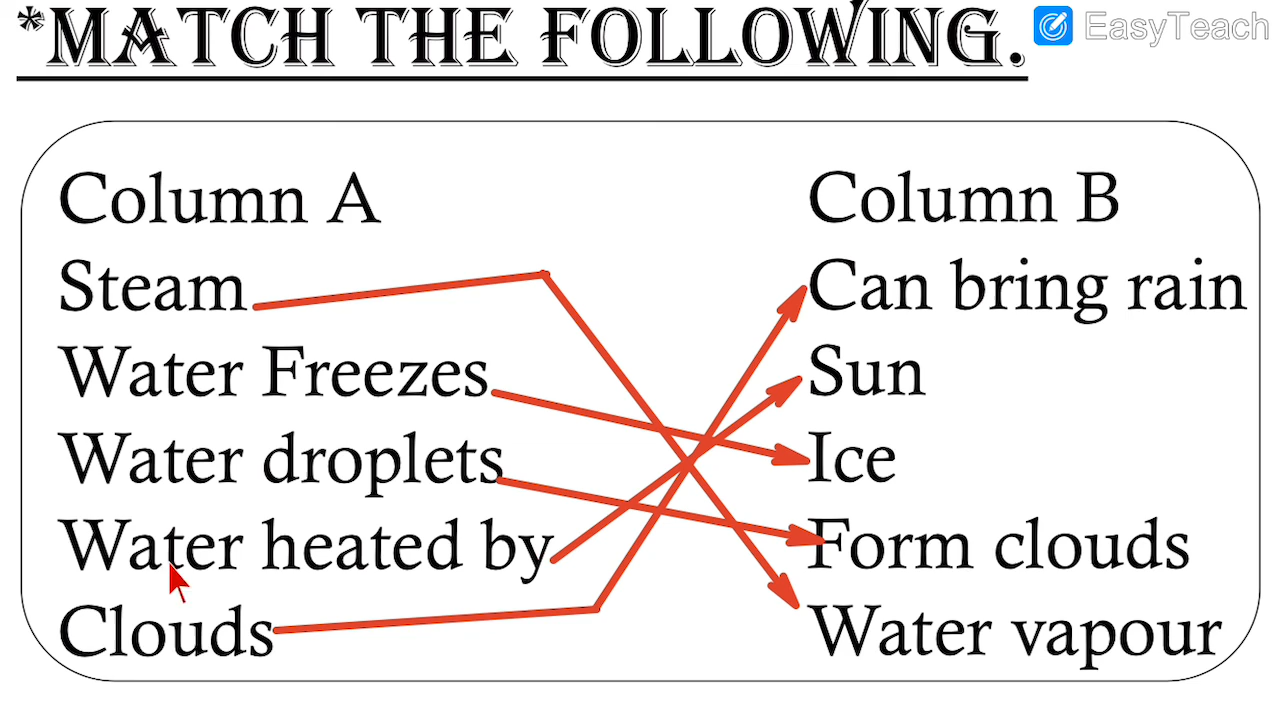 *MATCH THE FOLLOWING.
EasyTeach
Column A Column B
Steam Can bring rain
Water Freezes Sun
Water droplets Ice
Water heated by Form clouds
Clouds Water vapour